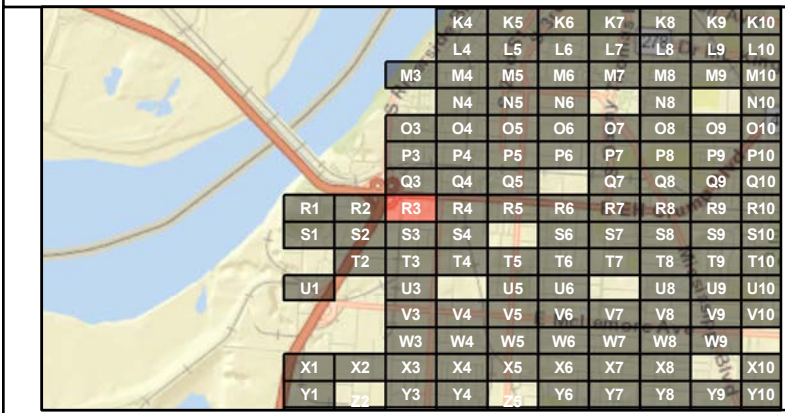 K4 K5 K6 K7 K8 K9 K10
L4 L5 L6 L7 L8 L9 L10
M3 M4 M5 M6 M7 M8 M9 M10
N4 N5 N6 N8 N10
O3 O4 O5 O6 O7 O8 O9 O10
P3 P4 P5 P6 P7 P8 P9 P10
Q3 Q4 Q5 Q7 Q8 Q9 Q10
R1 R2 R3 R4 R5 R6 R7 R8 R9 R10
S1 S2 S3 S4 S6 S7 S8 S9 S10
T2 T3 T4 T5 T6 T7 T8 T9 T10
U1 U3 U5 U6 U8 U9 U10
V3 V4 V5 V6 V7 V8 V9 V10
W3 W4 W5 W6 W7 W8 W9
X1 X2 X3 X4 X5 X6 X7 X8 X10
Y1 Y3 Y4 Y6 Y7 Y8 Y9 Y10
Z2
E McLemore Ave
Mississippi Blvd